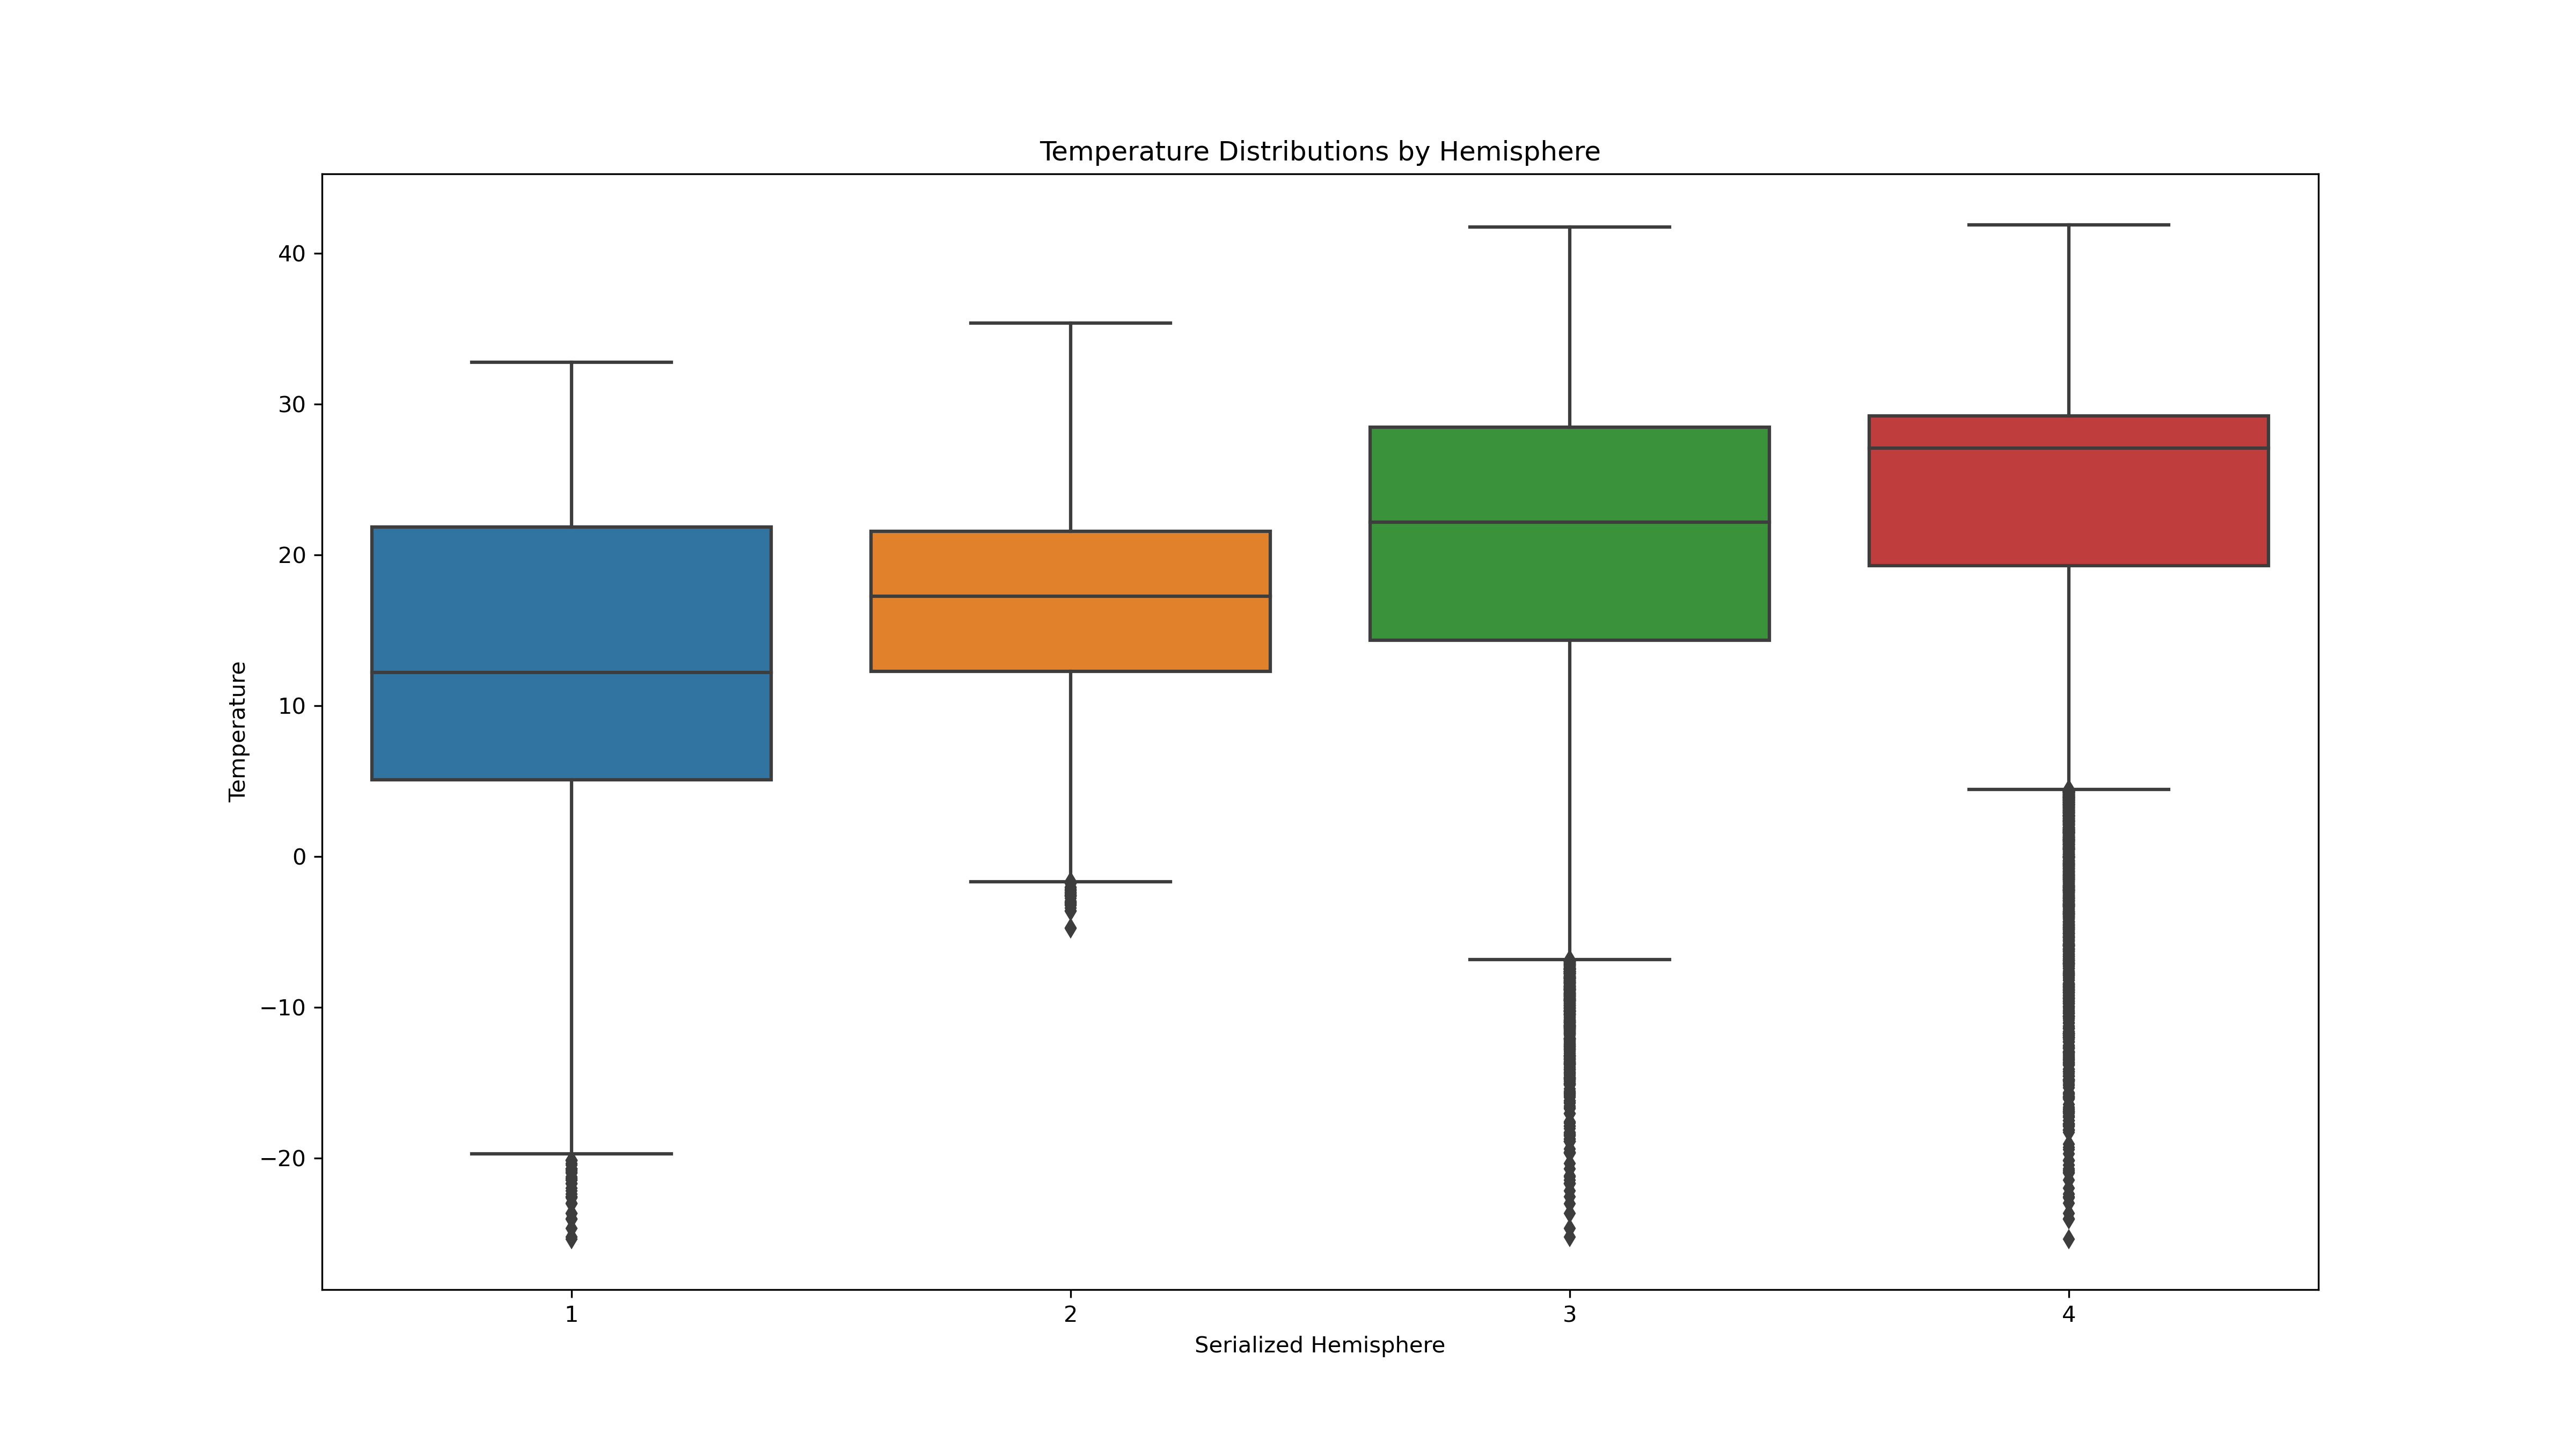 Temperature Distributions by Hemisphere
Temperature
40
30
20
10
0
−10
−20
1 2 3 4
Serialized Hemisphere